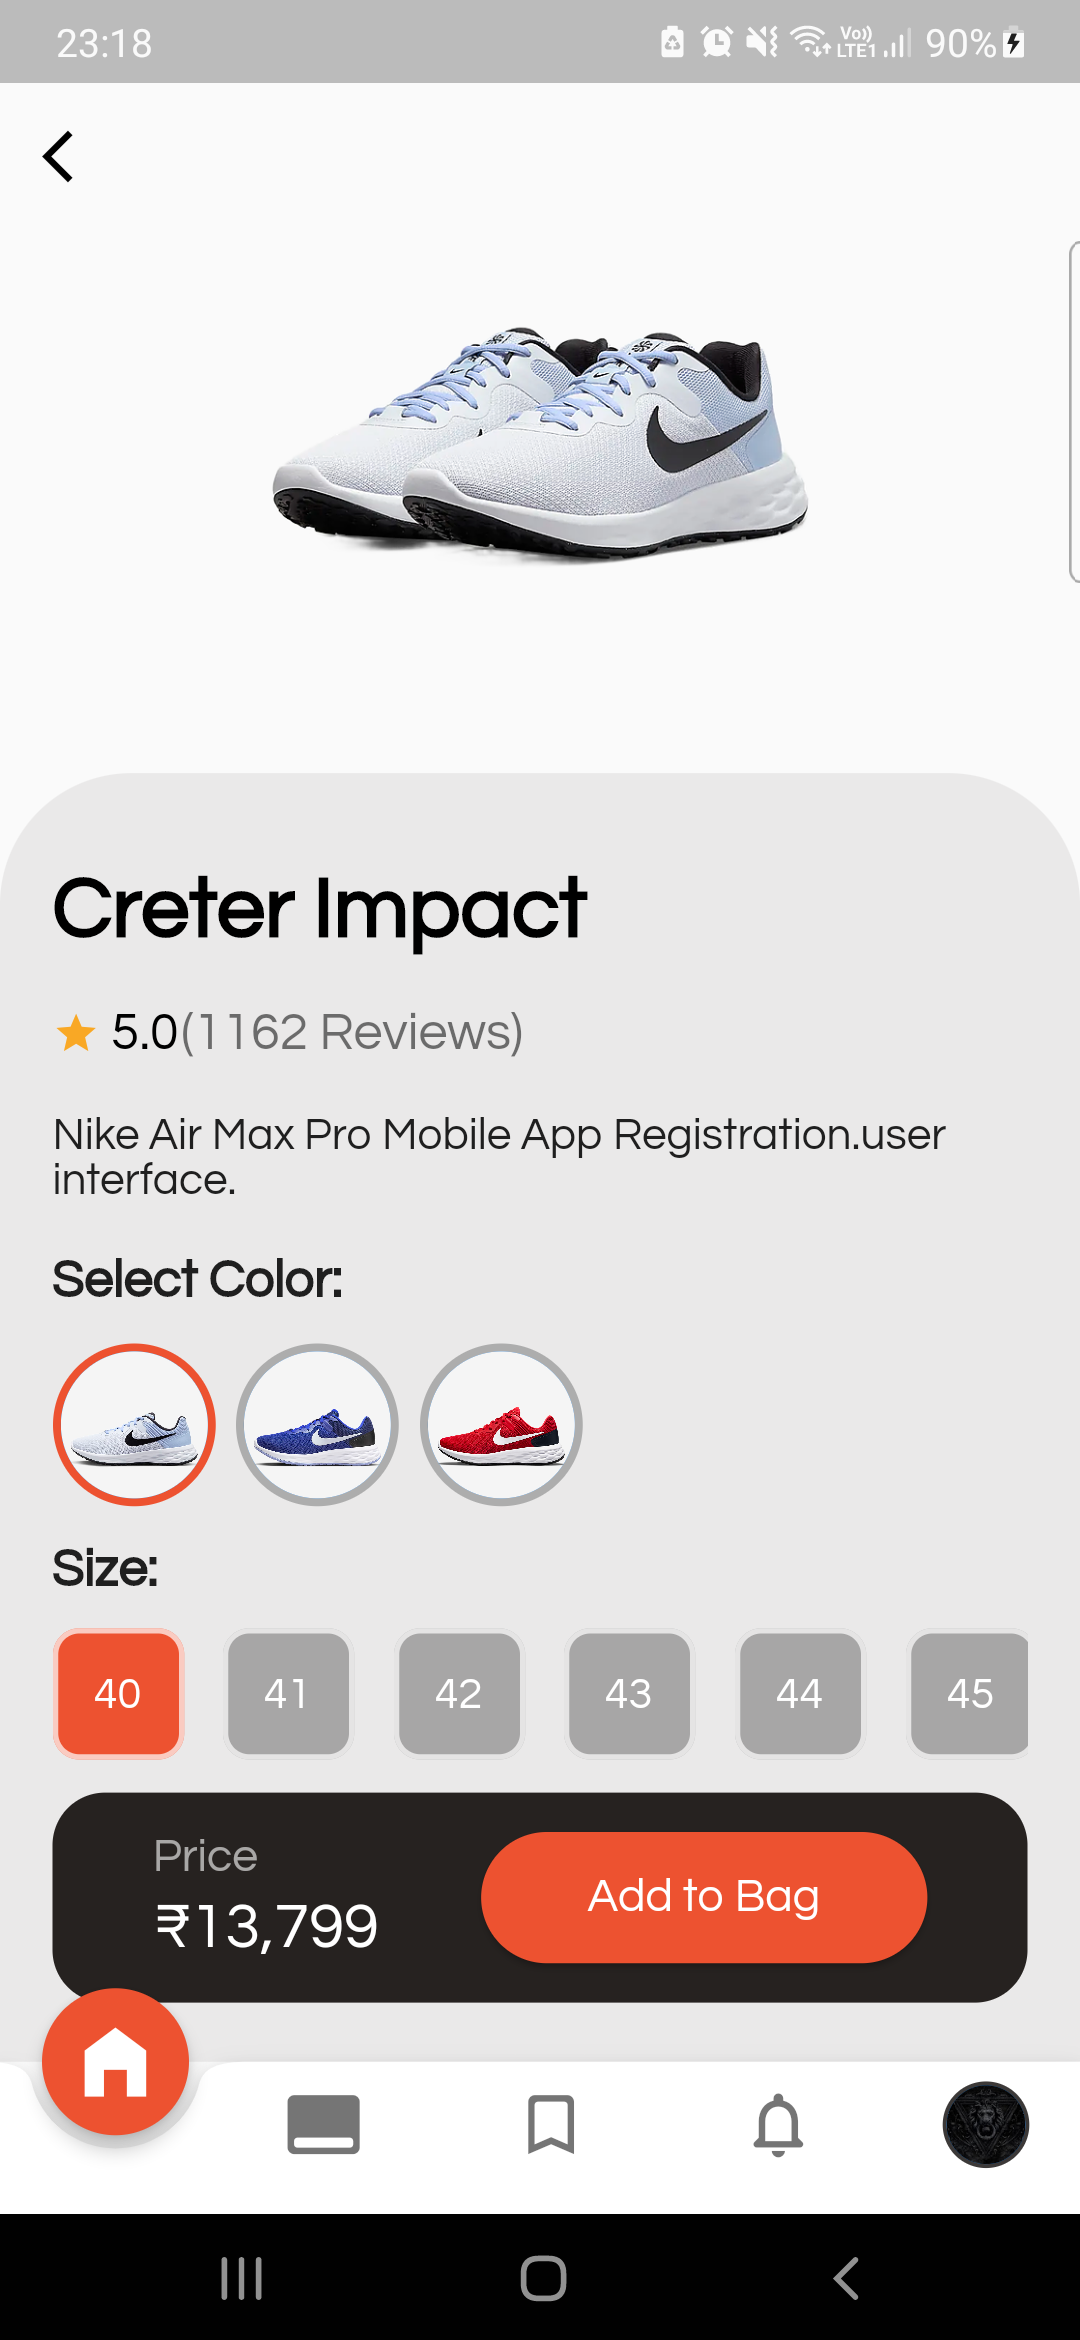 23:18
Vo)) LTE1 90%
Creter Impact
5.0(1162 Reviews)
Nike Air Max Pro Mobile App Registration.user
interface.
Select Color:
Size:
40 41 42 43 44 45
Price
₹13,799
Add to Bag